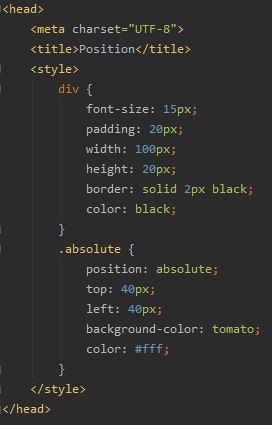 <head>
    <meta charset="UTF-8">
    <title>Position</title>
    <style>
        div {
            font-size: 15px;
            padding: 20px;
            width: 100px;
            height: 20px;
            border: solid 2px black;
            color: black;
        }
        .absolute {
            position: absolute;
            top: 40px;
            left: 40px;
            background-color: tomato;
            color: #fff;
        }
    </style>
</head>